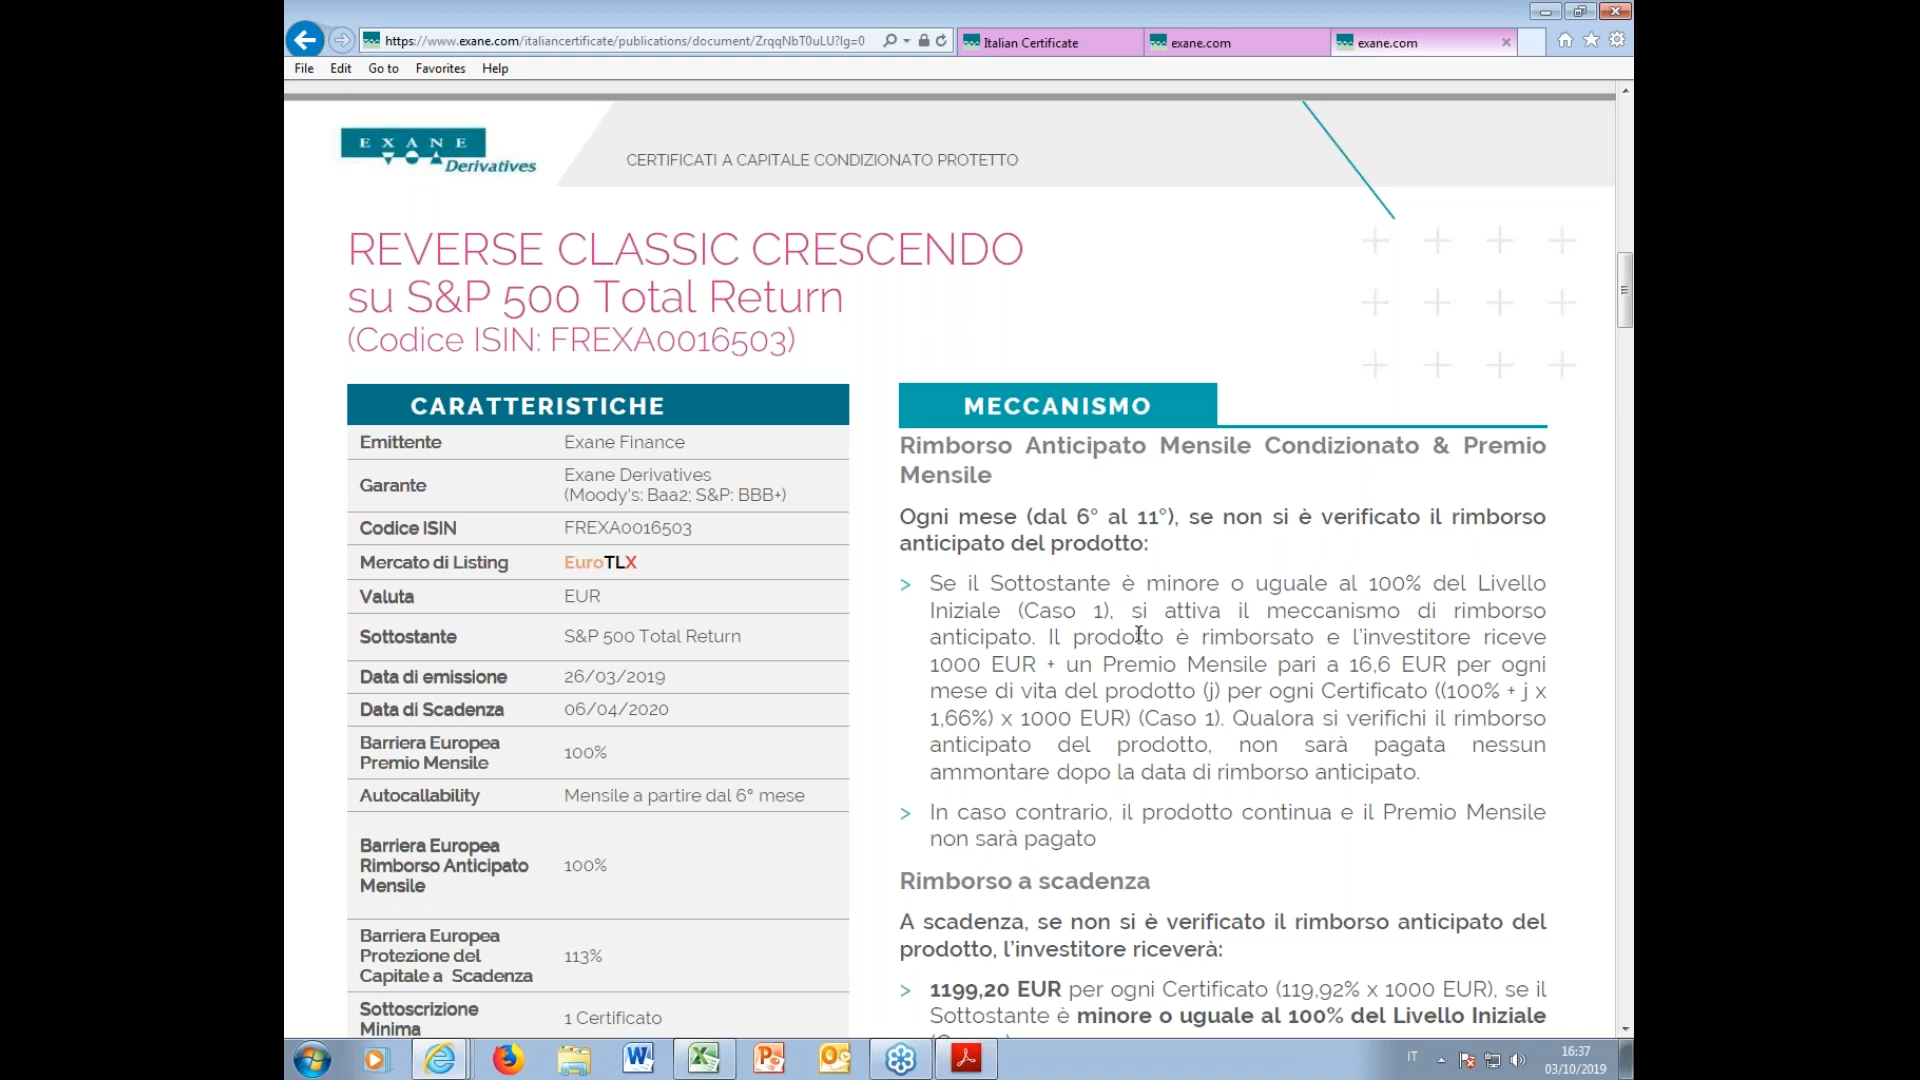 https://www.exane.com/italiancertificate/publications/document/ZrqqNbT0uLU?lg=0
Italian Certificate
exane.com
exane.com
File Edit Go to Favorites Help
EXANE
Derivatives
CERTIFICATI A CAPITALE CONDIZIONATO PROTETTO
REVERSE CLASSIC CRESCENDO
su S&P 500 Total Return
(Codice ISIN: FREXA0016503)
CARATTERISTICHE
Emittente Exane Finance
Garante Exane Derivatives
(Moody's: Baa2; S&P: BBB+)
Codice ISIN FREXA0016503
Mercato di Listing EuroTLX
Valuta EUR
Sottostante S&P 500 Total Return
Data di emissione 26/03/2019
Data di Scadenza 06/04/2020
Barriera Europea
Premio Mensile 100%
Autocallability Mensile a partire dal 6° mese
Barriera Europea
Rimborso Anticipato 100%
Mensile
Barriera Europea
Protezione del 113%
Capitale a Scadenza
Sottoscrizione
Minima 1 Certificato
MECCANISMO
Rimborso Anticipato Mensile Condizionato & Premio
Mensile
Ogni mese (dal 6° al 11°), se non si è verificato il rimborso
anticipato del prodotto:
> Se il Sottostante è minore o uguale al 100% del Livello
Iniziale (Caso 1), si attiva il meccanismo di rimborso
anticipato. Il prodotto è rimborsato e l'investitore riceve
1000 EUR + un Premio Mensile pari a 16,6 EUR per ogni
mese di vita del prodotto (j) per ogni Certificato ((100% + j x
1,66%) x 1000 EUR) (Caso 1). Qualora si verifichi il rimborso
anticipato del prodotto, non sarà pagata nessun
ammontare dopo la data di rimborso anticipato.
> In caso contrario, il prodotto continua e il Premio Mensile
non sarà pagato
Rimborso a scadenza
A scadenza, se non si è verificato il rimborso anticipato del
prodotto, l'investitore riceverà:
> 1199,20 EUR per ogni Certificato (119,92% x 1000 EUR), se il
Sottostante è minore o uguale al 100% del Livello Iniziale
IT
16:37
03/10/2019